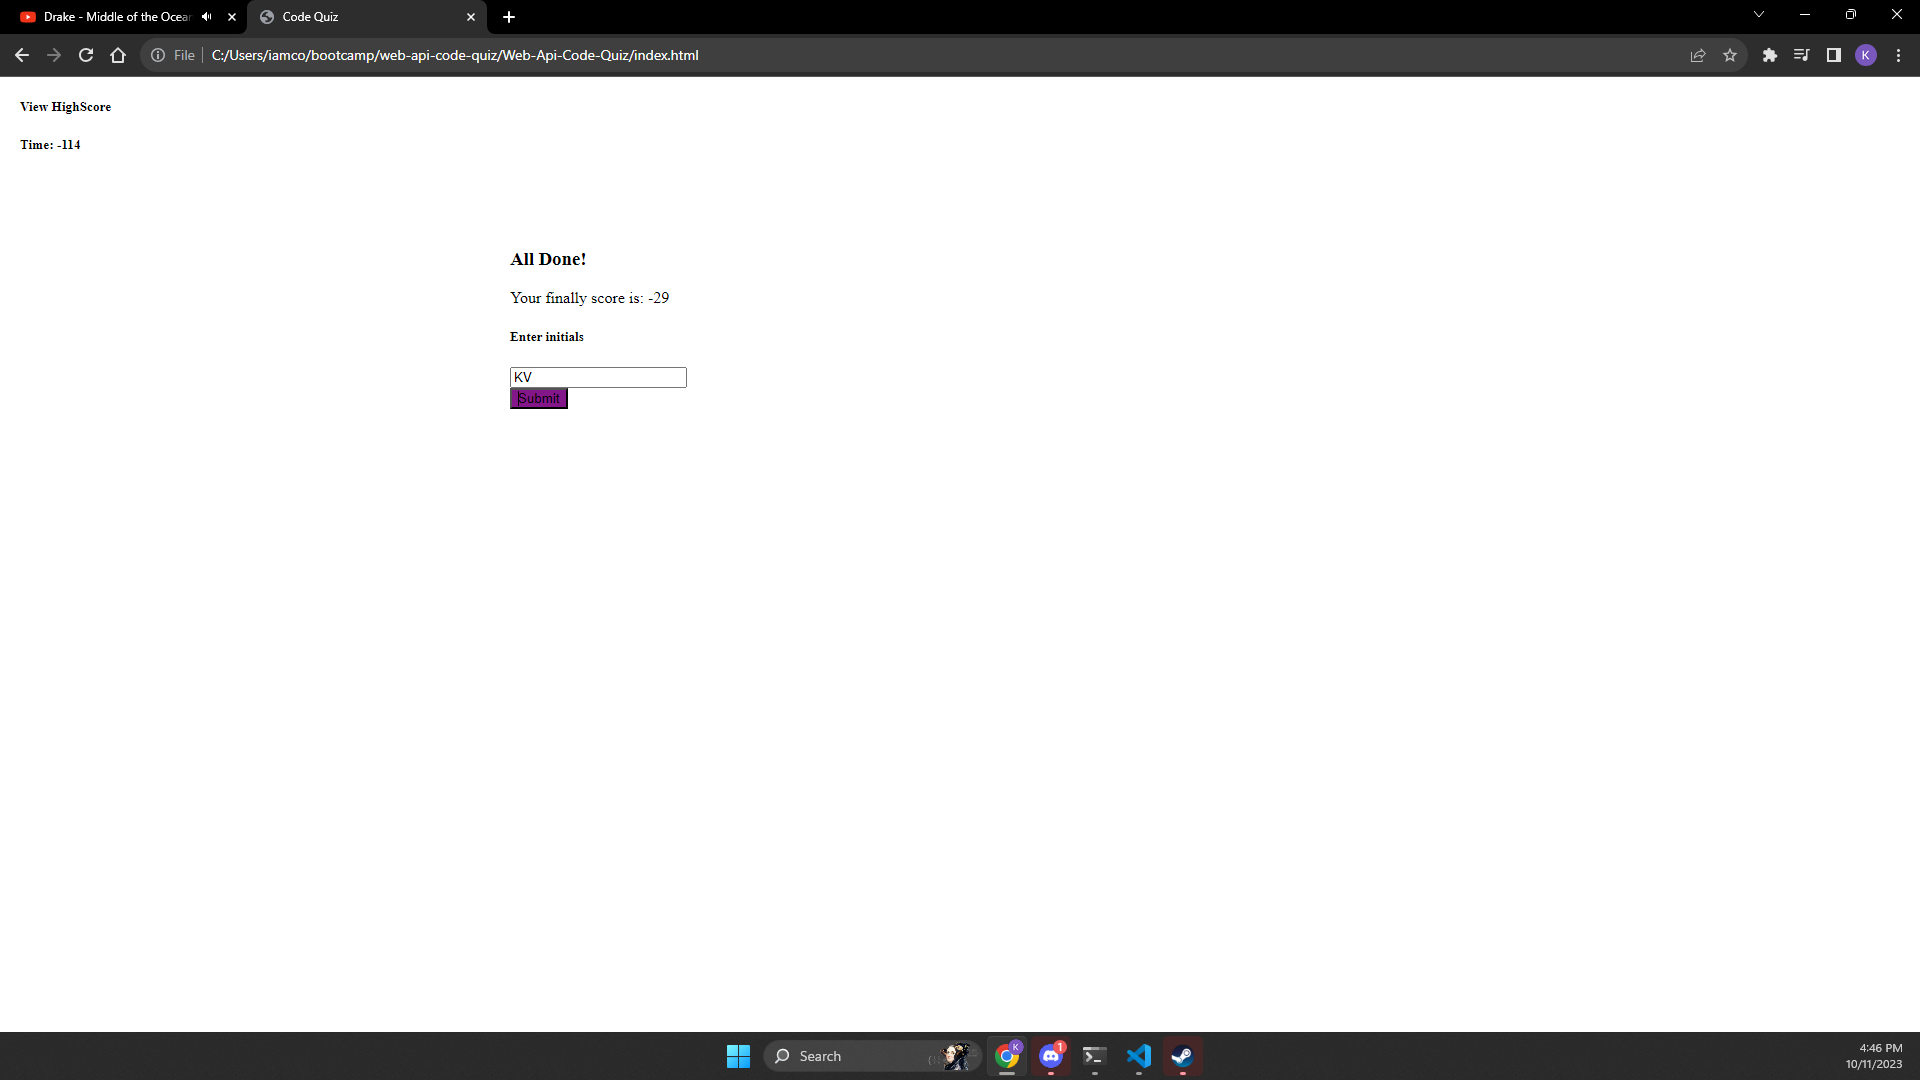 Drake - Middle of the Ocean
Code Quiz
File
C:/Users/iamco/bootcamp/web-api-code-quiz/Web-Api-Code-Quiz/index.html
K
View HighScore
Time: -114
All Done!
Your finally score is: -29
Enter initials
KV
Submit
Search
K
1
4:46 PM
10/11/2023